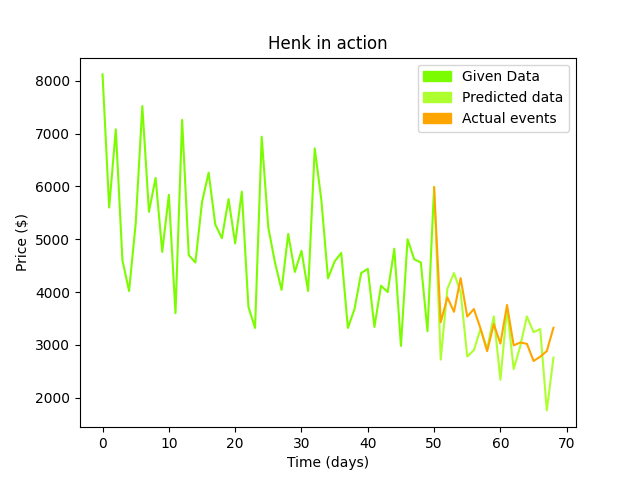 Henk in action
Given Data
Predicted data
Actual events
8000
7000
6000
5000
4000
3000
2000
Price ($)
0 10 20 30 40 50 60 70
Time (days)